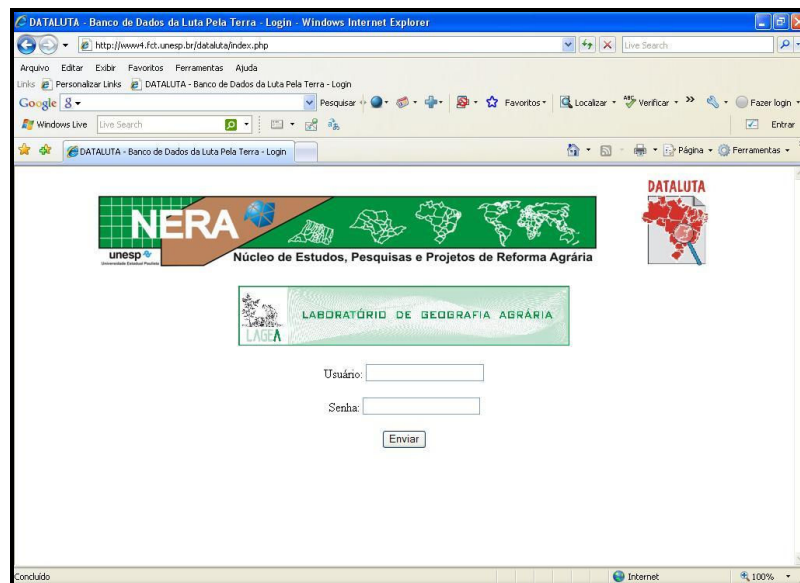 DATALUTA - Banco de Dados da Luta Pela Terra - Login - Windows Internet Explorer
http://www4.fct.unesp.br/dataluta/index.php
Live Search
Arquivo Editar Exibir Favoritos Ferramentas Ajuda
Links Personalizar Links DATALUTA - Banco de Dados da Luta Pela Terra - Login
Google Pesquisar Favoritos Localizar Verificar Fazer login
Windows Live Live Search Entrar
DATALUTA - Banco de Dados da Luta Pela Terra - Login Página Ferramentas
DATALUTA
NERA
unesp
Universidade Estadual Paulista
Núcleo de Estudos, Pesquisas e Projetos de Reforma Agrária
LAGEA
LABORATÓRIO DE GEOGRAFIA AGRÁRIA
Usuário:
Senha:
Enviar
Concluído Internet 100%